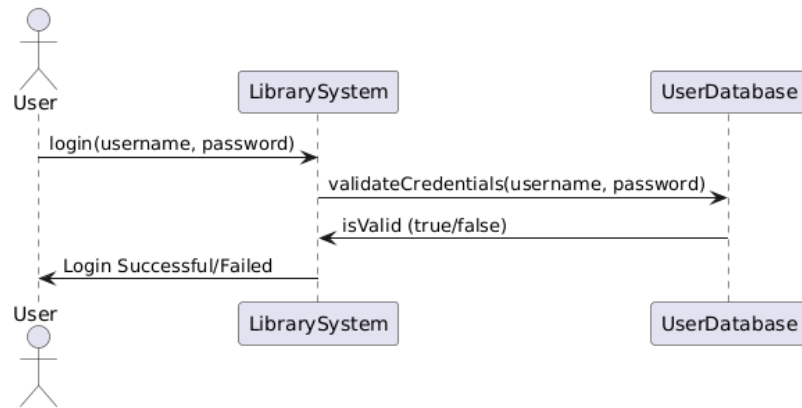 User
LibrarySystem
UserDatabase
login(username, password)
validateCredentials(username, password)
isValid (true/false)
Login Successful/Failed
User
LibrarySystem
UserDatabase